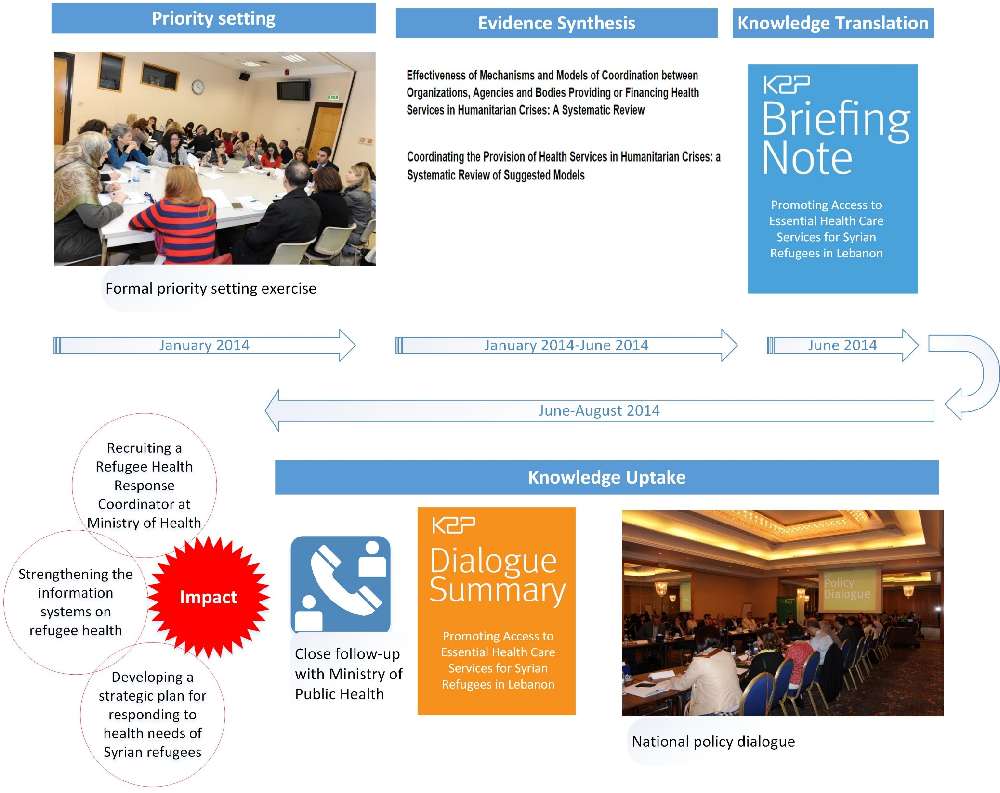 Priority setting
Evidence Synthesis
Knowledge Translation
Effectiveness of Mechanisms and Models of Coordination between
Organizations, Agencies and Bodies Providing or Financing Health
Services in Humanitarian Crises: A Systematic Review
Coordinating the Provision of Health Services in Humanitarian Crises: a
Systematic Review of Suggested Models
K2P
Briefing
Note
Promoting Access to
Essential Health Care
Services for Syrian
Refugees in Lebanon
Formal priority setting exercise
January 2014
January 2014-June 2014
June 2014
June-August 2014
Recruiting a
Refugee Health
Response
Coordinator at
Ministry of Health
Strengthening the
information
systems on
refugee health
Developing a
strategic plan for
responding to
health needs of
Syrian refugees
Impact
Knowledge Uptake
Close follow-up
with Ministry of
Public Health
K2P
Dialogue
Summary
Promoting Access to
Essential Health Care
Services for Syrian
Refugees in Lebanon
K2P
Policy
Dialogue
K2P
National policy dialogue